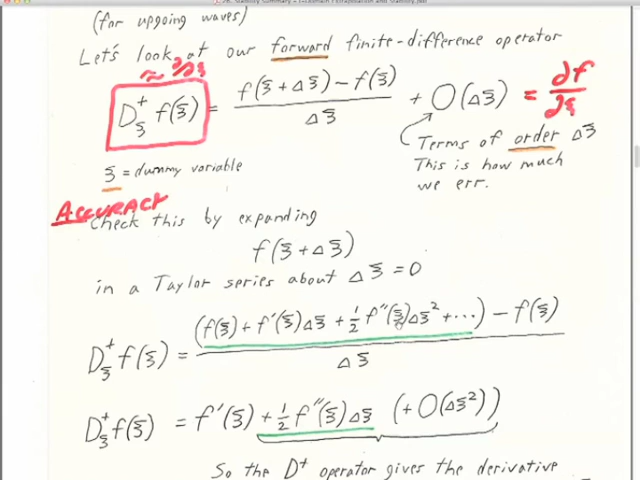 (for upgoing waves)
Let's look at our forward finite-difference operator
≈ ∂/∂ξ
D⁺_ξ f(ξ) = (f(ξ + Δξ) − f(ξ)) / Δξ + O(Δξ) = ∂f/∂ξ
Terms of order Δξ
This is how much
we err.
ξ = dummy variable
ACCURACY
Check this by expanding
f(ξ + Δξ)
in a Taylor series about Δξ = 0
D⁺_ξ f(ξ) = ((f(ξ) + f'(ξ)Δξ + ½ f''(ξ)Δξ² + ...) − f(ξ)) / Δξ
D⁺_ξ f(ξ) = f'(ξ) + ½ f''(ξ)Δξ (+ O(Δξ²))
So the D⁺ operator gives the derivative